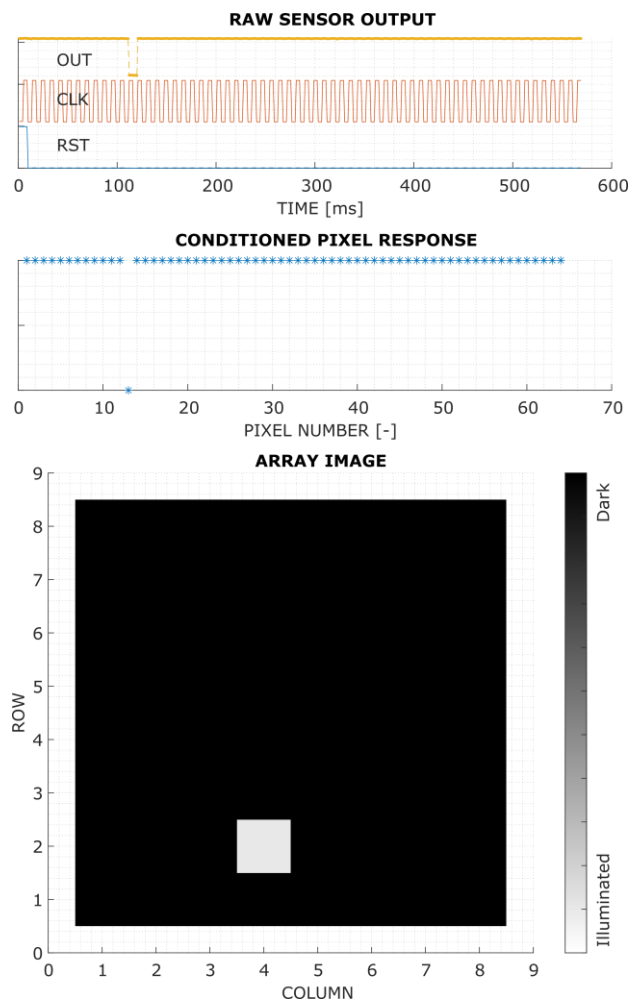 RAW SENSOR OUTPUT
OUT
CLK
RST
0 100 200 300 400 500 600
TIME [ms]
CONDITIONED PIXEL RESPONSE
0 10 20 30 40 50 60 70
PIXEL NUMBER [-]
ARRAY IMAGE
9
8
7
6
5
4
3
2
1
0
ROW
0 1 2 3 4 5 6 7 8 9
COLUMN
Dark
Illuminated